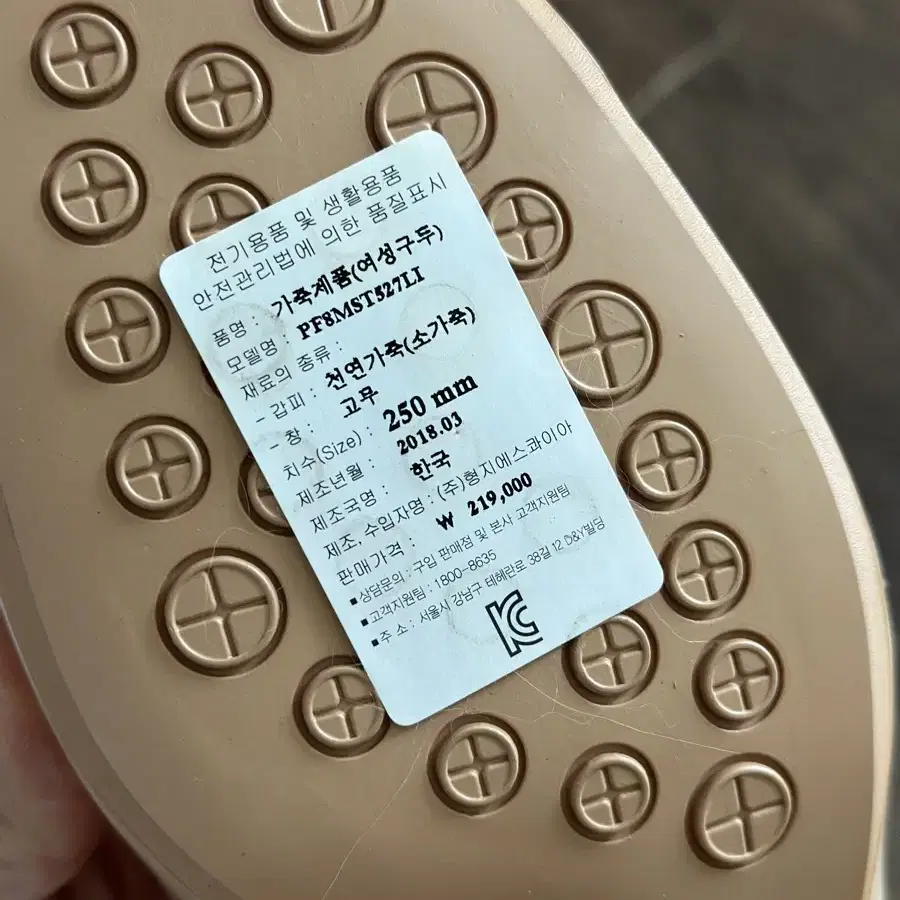 전기용품 및 생활용품
안전관리법에 의한 품질표시
품명 : 가죽제품(여성구두)
모델명 : PF8MST527LI
재료의 종류 :
- 갑피 : 천연가죽(소가죽)
- 창 : 고무
치수(Size) : 250 mm
제조년월 : 2018.03
제조국명 : 한국
제조, 수입자명 : (주)형지에스콰이아
판매가격 : ₩ 219,000
■ 상담문의 : 구입 판매점 및 본사 고객지원팀
■ 고객지원팀 : 1800-8635
■ 주 소 : 서울시 강남구 테헤란로 38길 12 D&Y빌딩
KC